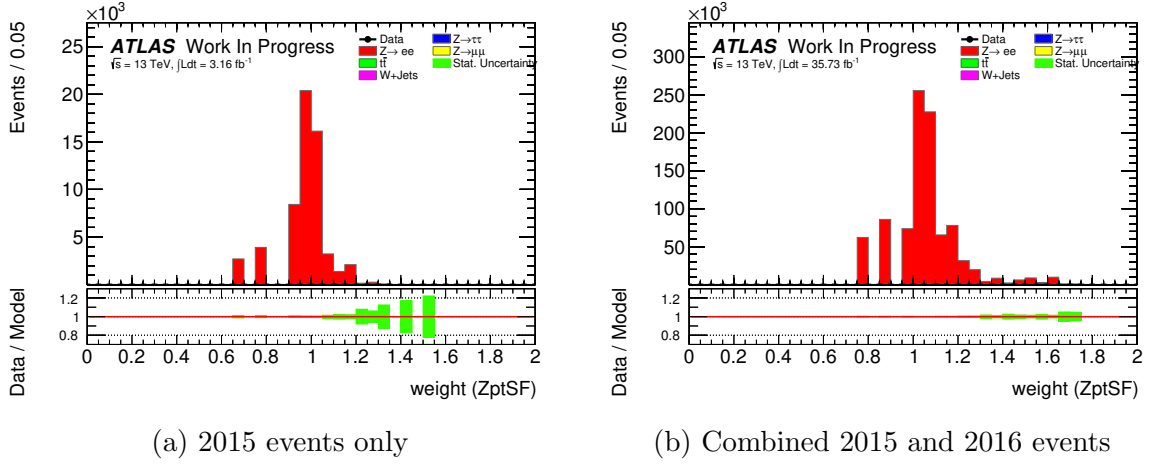 ×10³
ATLAS Work In Progress
√s = 13 TeV, ∫Ldt = 3.16 fb⁻¹
Data
Z→ ee
tt̄
W+Jets
Z→ττ
Z→μμ
Stat. Uncertainty
Events / 0.05
25
20
15
10
5
Data / Model
1.2
1
0.8
0 0.2 0.4 0.6 0.8 1 1.2 1.4 1.6 1.8 2
weight (ZptSF)
(a) 2015 events only
×10³
ATLAS Work In Progress
√s = 13 TeV, ∫Ldt = 35.73 fb⁻¹
Data
Z→ ee
tt̄
W+Jets
Z→ττ
Z→μμ
Stat. Uncertainty
Events / 0.05
300
250
200
150
100
50
Data / Model
1.2
1
0.8
0 0.2 0.4 0.6 0.8 1 1.2 1.4 1.6 1.8 2
weight (ZptSF)
(b) Combined 2015 and 2016 events